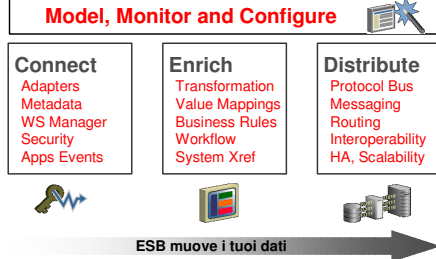 Model, Monitor and Configure
Connect
Adapters
Metadata
WS Manager
Security
Apps Events
Enrich
Transformation
Value Mappings
Business Rules
Workflow
System Xref
Distribute
Protocol Bus
Messaging
Routing
Interoperability
HA, Scalability
ESB muove i tuoi dati